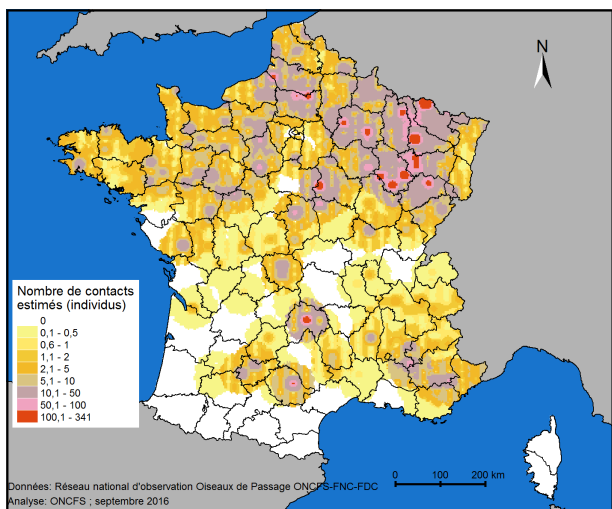 N
Nombre de contacts
estimés (individus)
0
0,1 - 0,5
0,6 - 1
1,1 - 2
2,1 - 5
5,1 - 10
10,1 - 50
50,1 - 100
100,1 - 341
0 100 200 km
Données: Réseau national d'observation Oiseaux de Passage ONCFS-FNC-FDC
Analyse: ONCFS ; septembre 2016